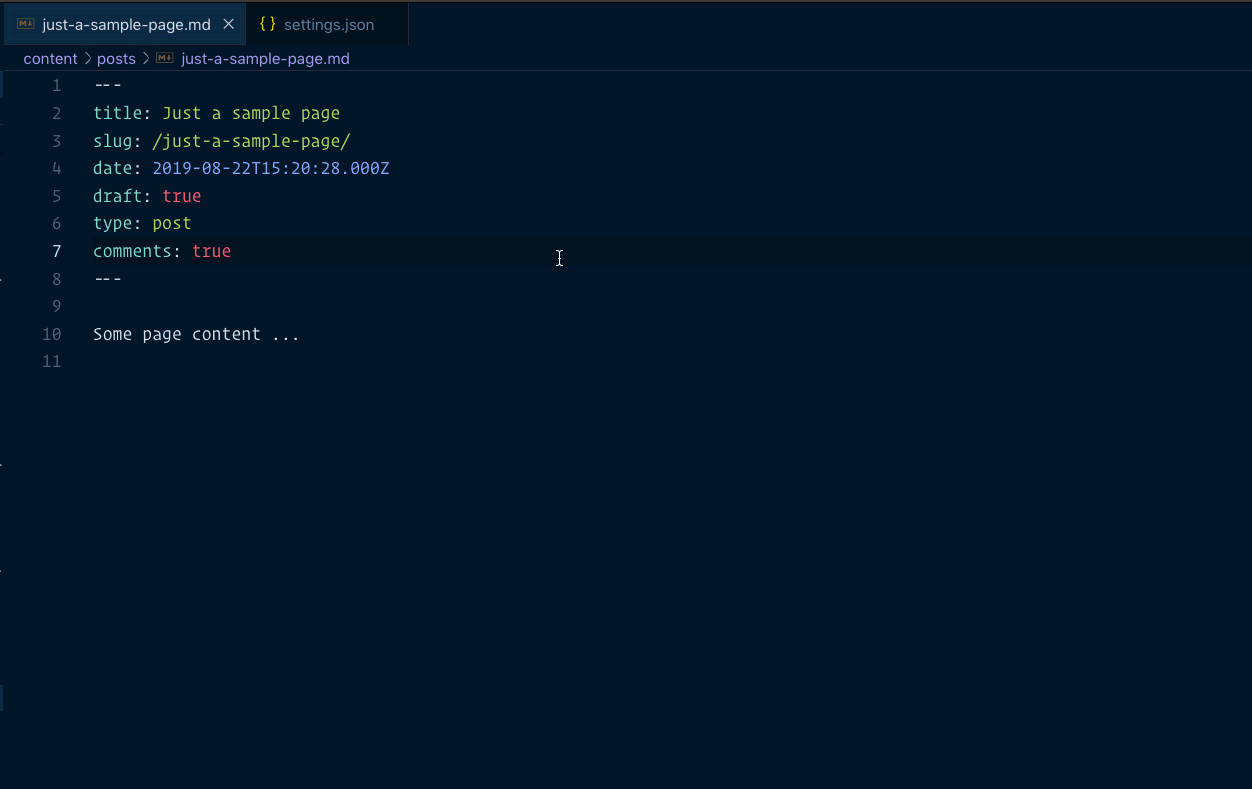 just-a-sample-page.md × {} settings.json
content > posts > just-a-sample-page.md
1 ---
2 title: Just a sample page
3 slug: /just-a-sample-page/
4 date: 2019-08-22T15:20:28.000Z
5 draft: true
6 type: post
7 comments: true
8 ---
9
10 Some page content ...
11